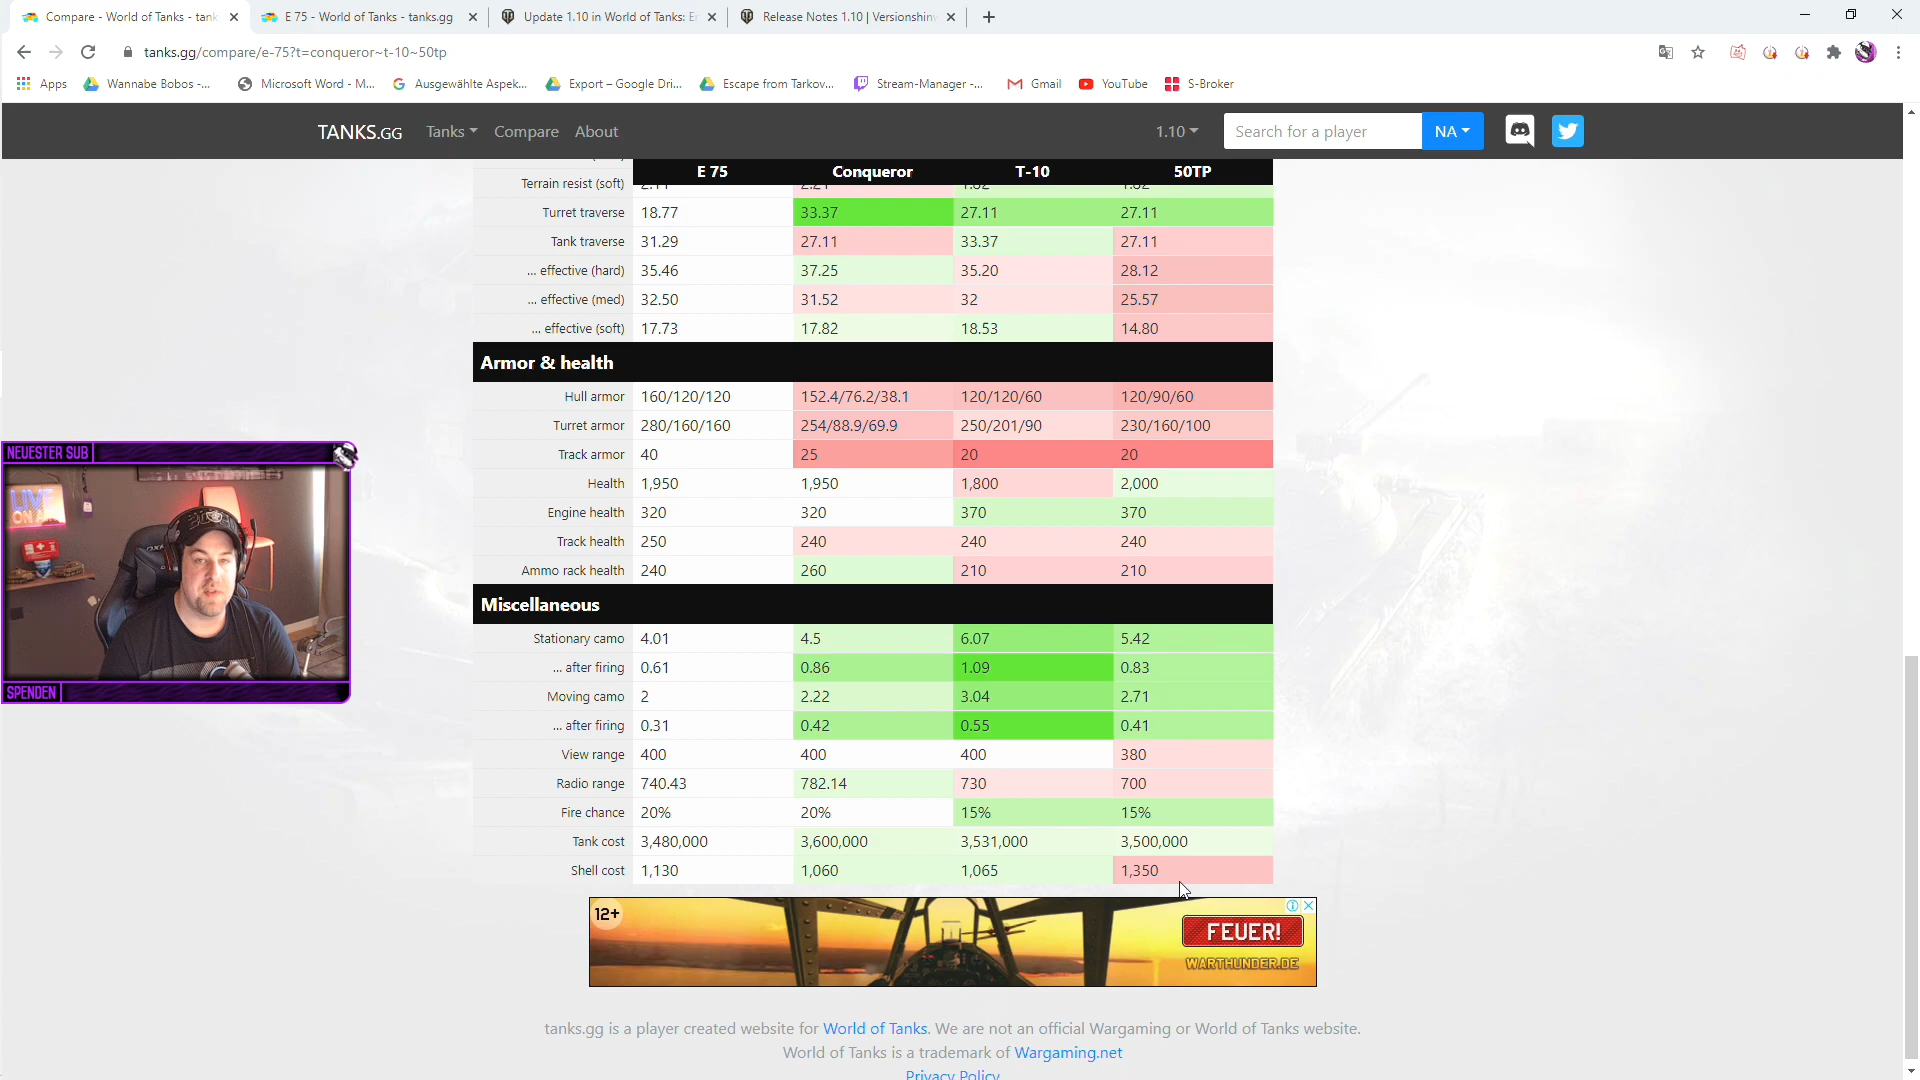 Compare - World of Tanks - tank
E 75 - World of Tanks - tanks.gg
Update 1.10 in World of Tanks: Er
Release Notes 1.10 | Versionshinw
tanks.gg/compare/e-75?t=conqueror~t-10~50tp
Apps
Wannabe Bobos -...
Microsoft Word - M...
Ausgewählte Aspek...
Export – Google Dri...
Escape from Tarkov...
Stream-Manager -...
Gmail
YouTube
S-Broker
TANKS.GG Tanks Compare About 1.10 Search for a player NA
E 75 Conqueror T-10 50TP
Terrain resist (soft)
Turret traverse 18.77 33.37 27.11 27.11
Tank traverse 31.29 27.11 33.37 27.11
... effective (hard) 35.46 37.25 35.20 28.12
... effective (med) 32.50 31.52 32 25.57
... effective (soft) 17.73 17.82 18.53 14.80
Armor & health
Hull armor 160/120/120 152.4/76.2/38.1 120/120/60 120/90/60
Turret armor 280/160/160 254/88.9/69.9 250/201/90 230/160/100
Track armor 40 25 20 20
Health 1,950 1,950 1,800 2,000
Engine health 320 320 370 370
Track health 250 240 240 240
Ammo rack health 240 260 210 210
Miscellaneous
Stationary camo 4.01 4.5 6.07 5.42
... after firing 0.61 0.86 1.09 0.83
Moving camo 2 2.22 3.04 2.71
... after firing 0.31 0.42 0.55 0.41
View range 400 400 400 380
Radio range 740.43 782.14 730 700
Fire chance 20% 20% 15% 15%
Tank cost 3,480,000 3,600,000 3,531,000 3,500,000
Shell cost 1,130 1,060 1,065 1,350
NEUESTER SUB
LIVE
ON A
SPENDEN
12+
FEUER!
WARTHUNDER.DE
tanks.gg is a player created website for World of Tanks. We are not an official Wargaming or World of Tanks website.
World of Tanks is a trademark of Wargaming.net
Privacy Policy